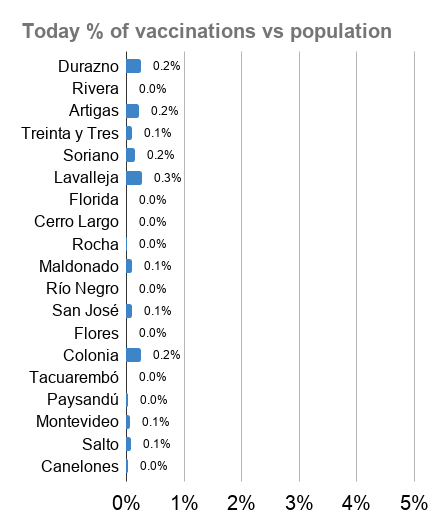 Today % of vaccinations vs population
Durazno 0.2%
Rivera 0.0%
Artigas 0.2%
Treinta y Tres 0.1%
Soriano 0.2%
Lavalleja 0.3%
Florida 0.0%
Cerro Largo 0.0%
Rocha 0.0%
Maldonado 0.1%
Río Negro 0.0%
San José 0.1%
Flores 0.0%
Colonia 0.2%
Tacuarembó 0.0%
Paysandú 0.0%
Montevideo 0.1%
Salto 0.1%
Canelones 0.0%
0% 1% 2% 3% 4% 5%